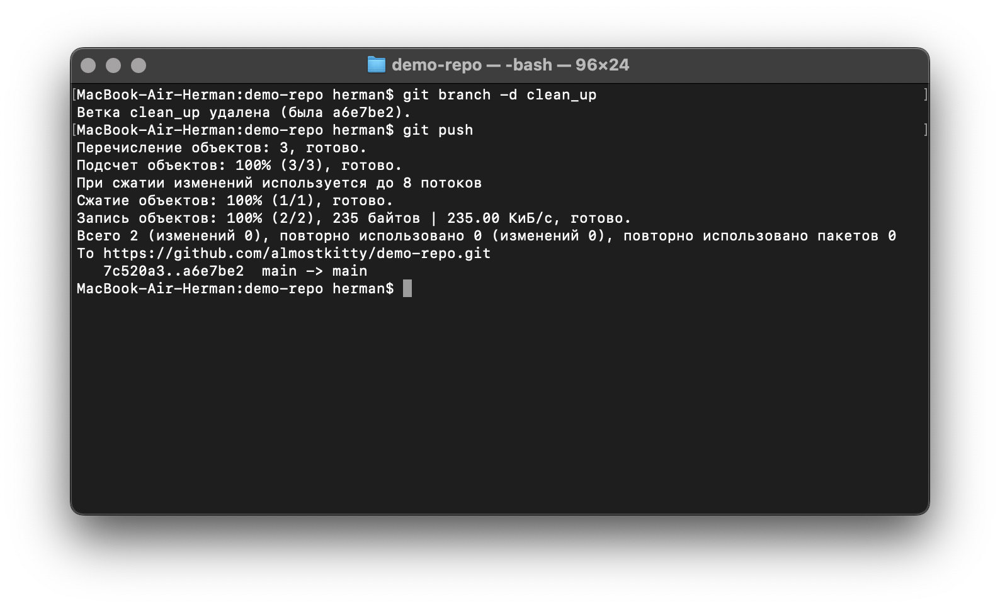 demo-repo — -bash — 96×24
[MacBook-Air-Herman:demo-repo herman$ git branch -d clean_up ]
Ветка clean_up удалена (была a6e7be2).
[MacBook-Air-Herman:demo-repo herman$ git push ]
Перечисление объектов: 3, готово.
Подсчет объектов: 100% (3/3), готово.
При сжатии изменений используется до 8 потоков
Сжатие объектов: 100% (1/1), готово.
Запись объектов: 100% (2/2), 235 байтов | 235.00 КиБ/с, готово.
Всего 2 (изменений 0), повторно использовано 0 (изменений 0), повторно использовано пакетов 0
To https://github.com/almostkitty/demo-repo.git
   7c520a3..a6e7be2  main -> main
MacBook-Air-Herman:demo-repo herman$